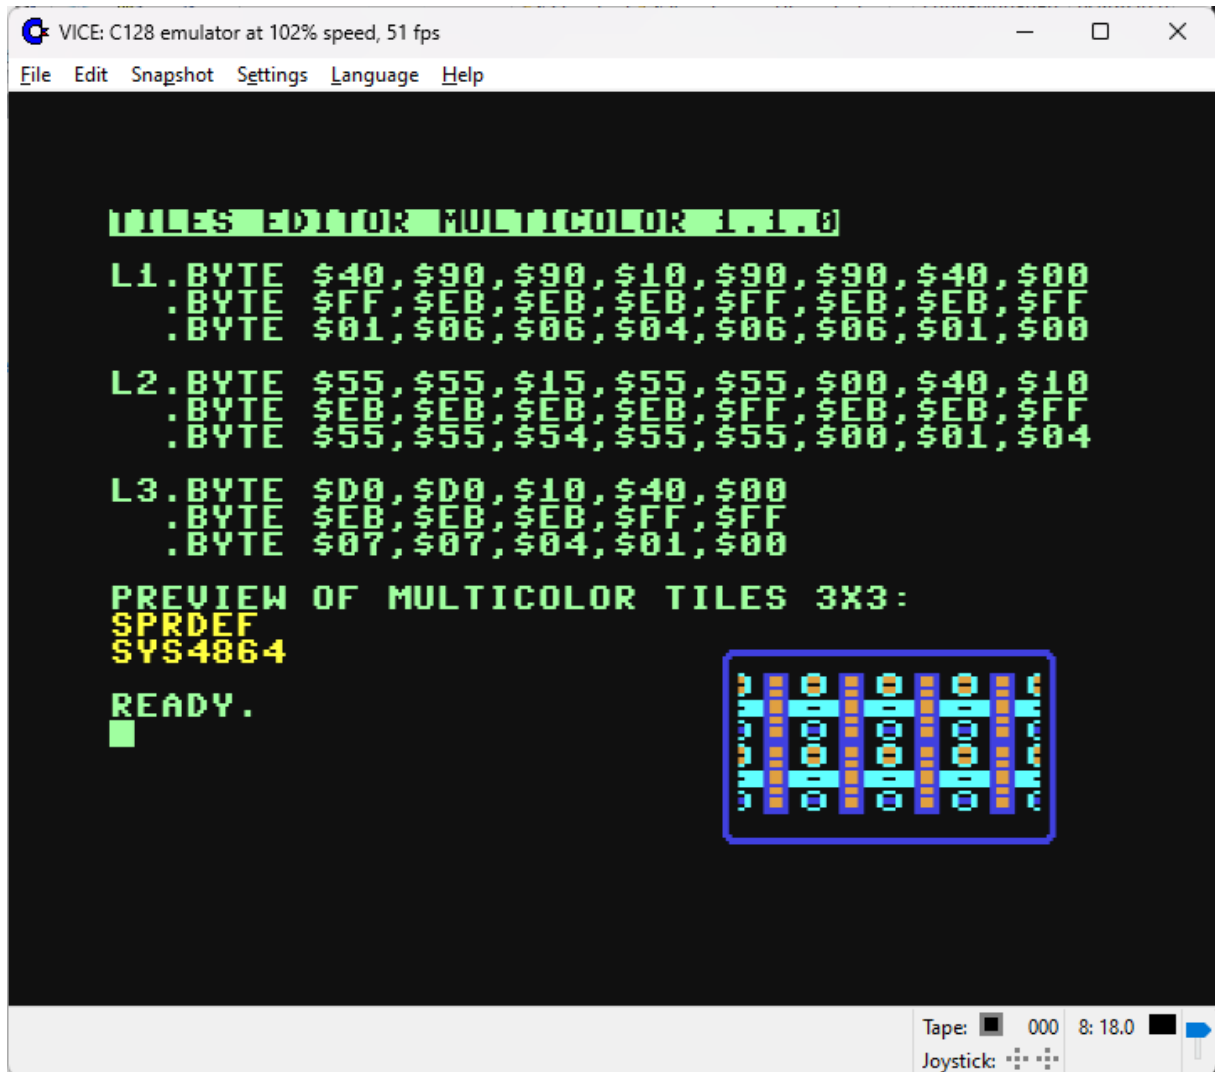 VICE: C128 emulator at 102% speed, 51 fps
File Edit Snapshot Settings Language Help
TILES EDITOR MULTICOLOR 1.1.0
L1.BYTE $40,$90,$90,$10,$90,$90,$40,$00
.BYTE $FF,$EB,$EB,$EB,$FF,$EB,$EB,$FF
.BYTE $01,$06,$06,$04,$06,$06,$01,$00
L2.BYTE $55,$55,$15,$55,$55,$00,$40,$10
.BYTE $EB,$EB,$EB,$EB,$FF,$EB,$EB,$FF
.BYTE $55,$55,$54,$55,$55,$00,$01,$04
L3.BYTE $D0,$D0,$10,$40,$00
.BYTE $EB,$EB,$EB,$FF,$FF
.BYTE $07,$07,$04,$01,$00
PREVIEW OF MULTICOLOR TILES 3X3:
SPRDEF
SYS4864
READY.
Tape: 000 8: 18.0
Joystick: